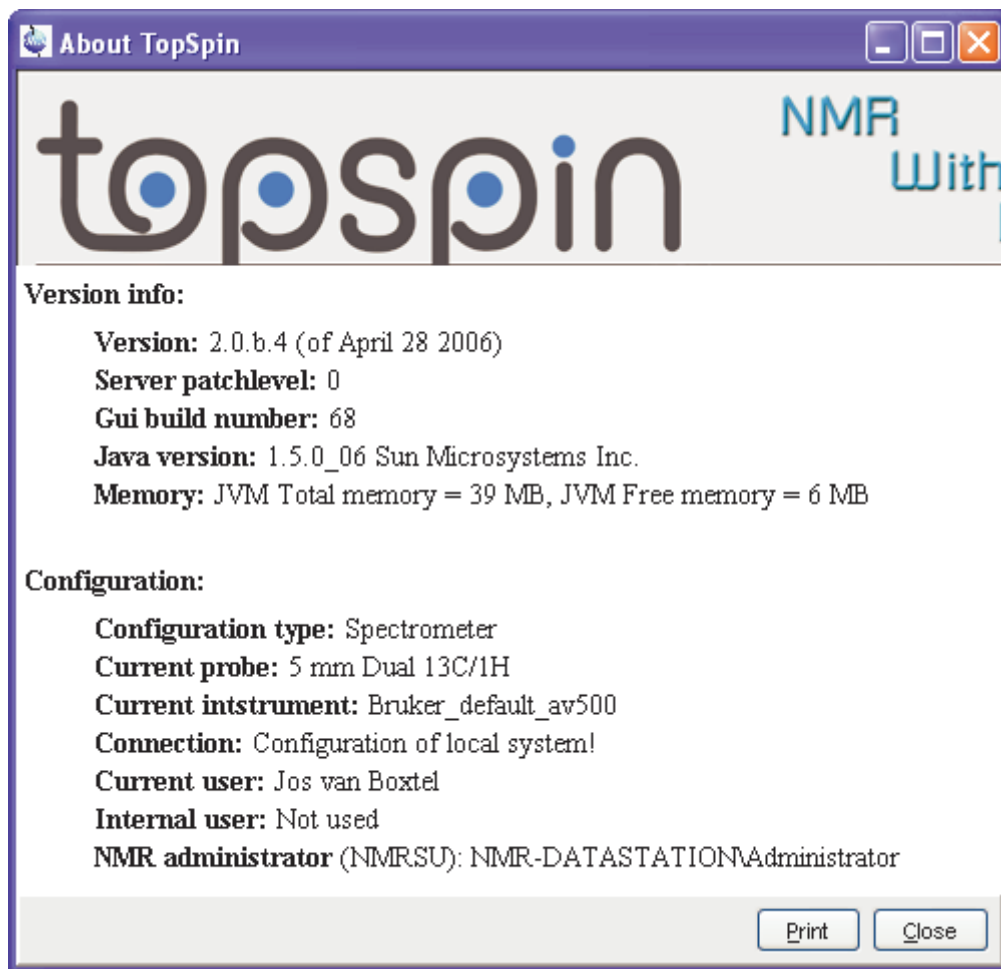 About TopSpin
topspin
NMR
With
Version info:
Version: 2.0.b.4 (of April 28 2006)
Server patchlevel: 0
Gui build number: 68
Java version: 1.5.0_06 Sun Microsystems Inc.
Memory: JVM Total memory = 39 MB, JVM Free memory = 6 MB
Configuration:
Configuration type: Spectrometer
Current probe: 5 mm Dual 13C/1H
Current intstrument: Bruker_default_av500
Connection: Configuration of local system!
Current user: Jos van Boxtel
Internal user: Not used
NMR administrator (NMRSU): NMR-DATASTATION\Administrator
Print Close